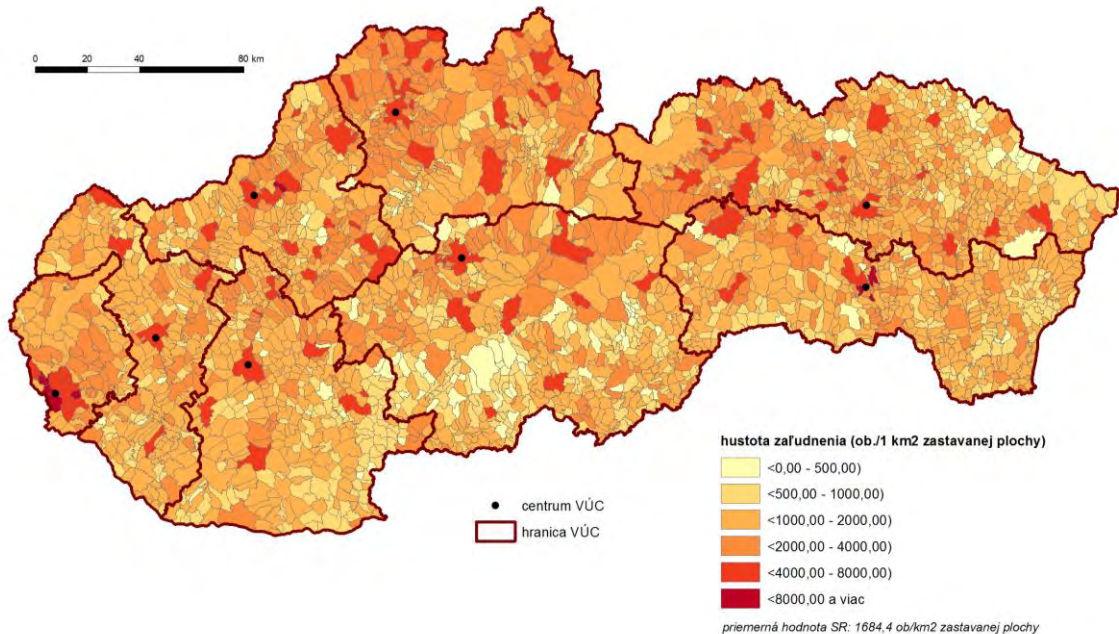 0 20 40 80 km
hustota zaľudnenia (ob./1 km2 zastavanej plochy)
<0,00 - 500,00)
<500,00 - 1000,00)
<1000,00 - 2000,00)
<2000,00 - 4000,00)
<4000,00 - 8000,00)
<8000,00 a viac
centrum VÚC
hranica VÚC
priemerná hodnota SR: 1684,4 ob/km2 zastavanej plochy